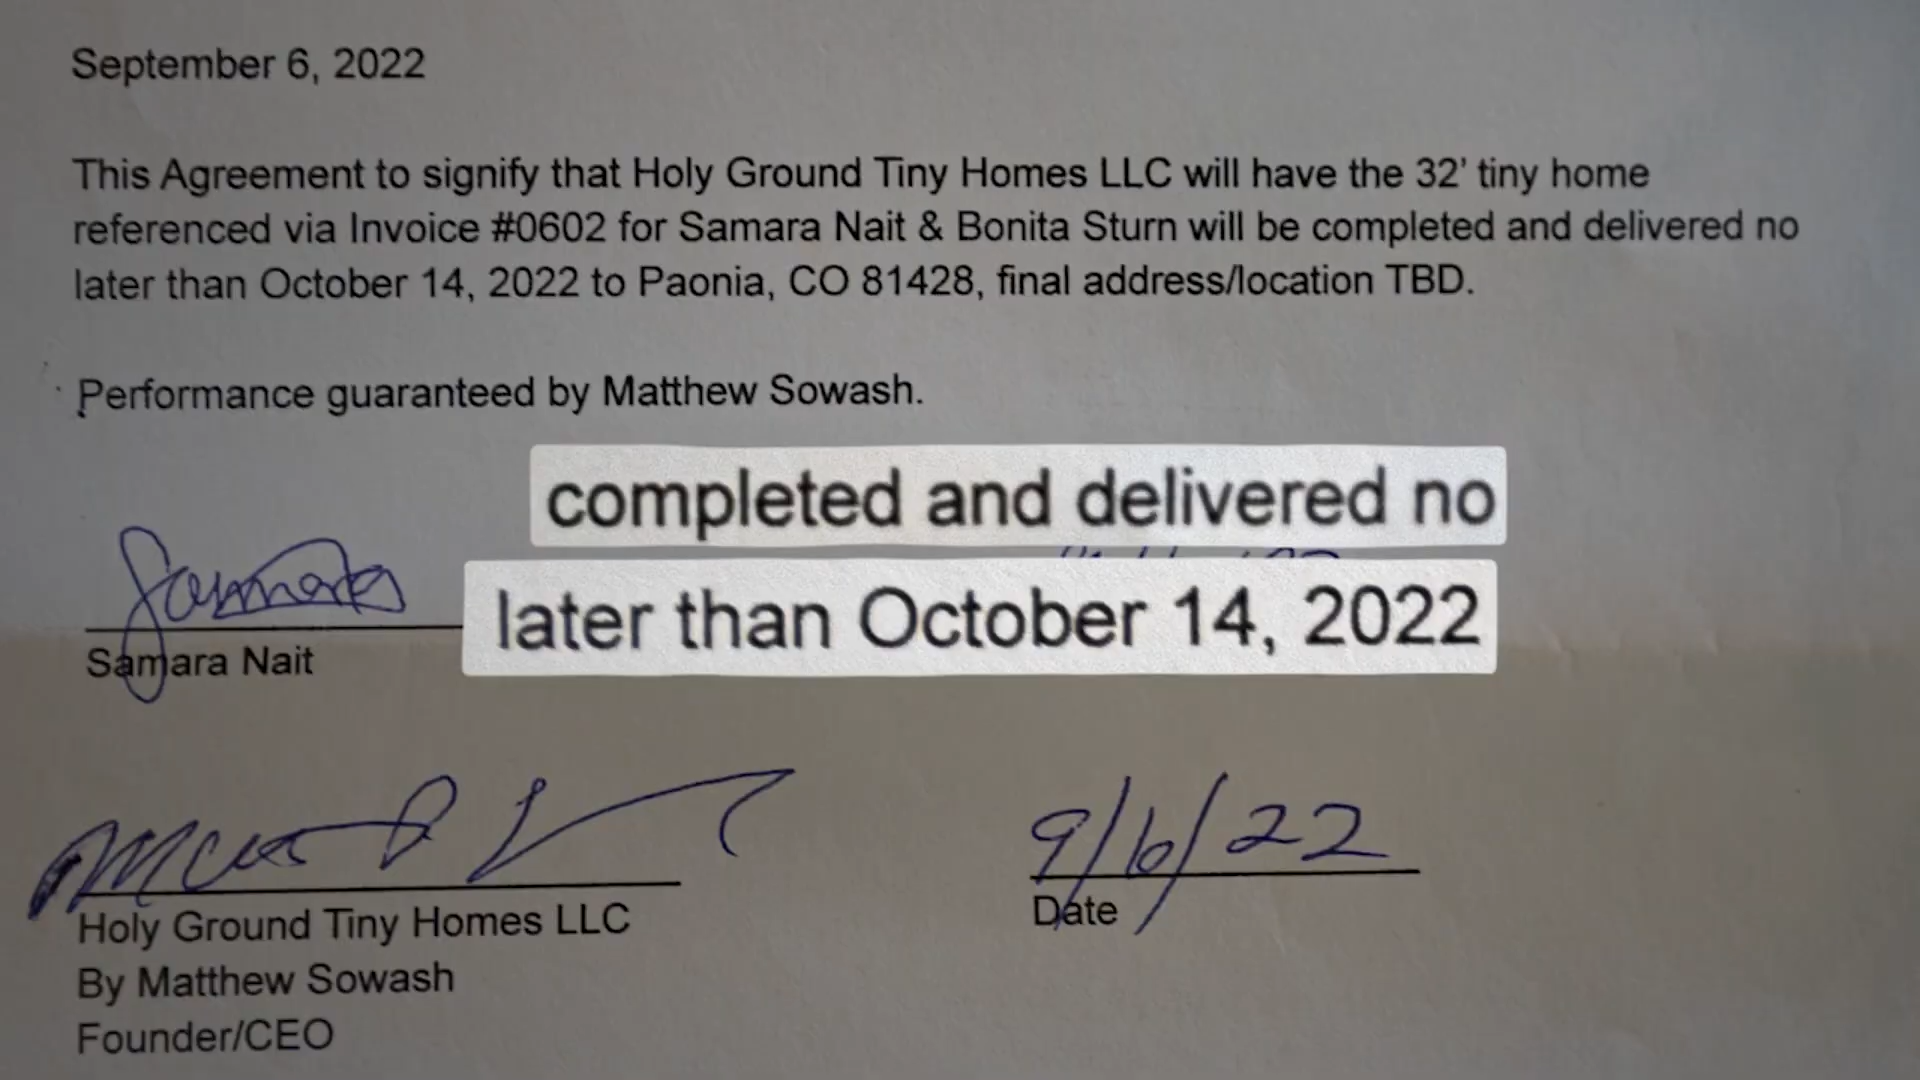 September 6, 2022
This Agreement to signify that Holy Ground Tiny Homes LLC will have the 32' tiny home
referenced via Invoice #0602 for Samara Nait & Bonita Sturn will be completed and delivered no
later than October 14, 2022 to Paonia, CO 81428, final address/location TBD.
Performance guaranteed by Matthew Sowash.
completed and delivered no
later than October 14, 2022
Samara
Samara Nait
9/6/22
Holy Ground Tiny Homes LLC
Date
By Matthew Sowash
Founder/CEO